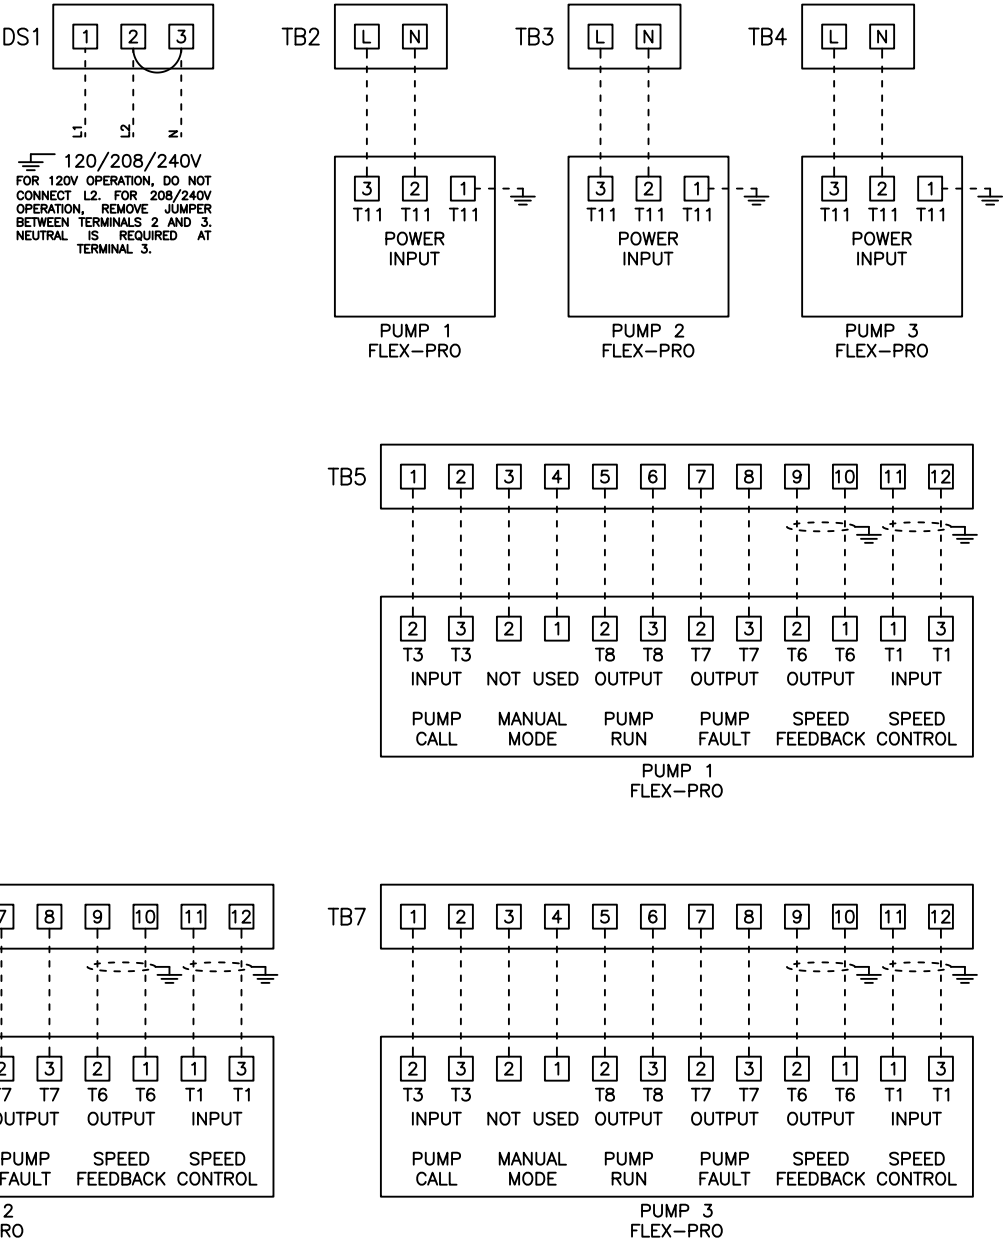 DS1 1 2 3 TB2 L N TB3 L N TB4 L N
L1 L2 N
120/208/240V
FOR 120V OPERATION, DO NOT
CONNECT L2. FOR 208/240V
OPERATION, REMOVE JUMPER
BETWEEN TERMINALS 2 AND 3.
NEUTRAL IS REQUIRED AT
TERMINAL 3.
3 2 1 3 2 1 3 2 1
T11 T11 T11 T11 T11 T11 T11 T11 T11
POWER POWER POWER
INPUT INPUT INPUT
PUMP 1 PUMP 2 PUMP 3
FLEX-PRO FLEX-PRO FLEX-PRO
TB5 1 2 3 4 5 6 7 8 9 10 11 12
2 3 2 1 2 3 2 3 2 1 1 3
T3 T3 T8 T8 T7 T7 T6 T6 T1 T1
INPUT NOT USED OUTPUT OUTPUT OUTPUT INPUT
PUMP MANUAL PUMP PUMP SPEED SPEED
CALL MODE RUN FAULT FEEDBACK CONTROL
PUMP 1
FLEX-PRO
7 8 9 10 11 12 TB7 1 2 3 4 5 6 7 8 9 10 11 12
2 3 2 1 1 3 2 3 2 1 2 3 2 3 2 1 1 3
T7 T6 T6 T1 T1 T3 T3 T8 T8 T7 T7 T6 T6 T1 T1
OUTPUT OUTPUT INPUT INPUT NOT USED OUTPUT OUTPUT OUTPUT INPUT
PUMP SPEED SPEED PUMP MANUAL PUMP PUMP SPEED SPEED
FAULT FEEDBACK CONTROL CALL MODE RUN FAULT FEEDBACK CONTROL
2 PUMP 3
RO FLEX-PRO